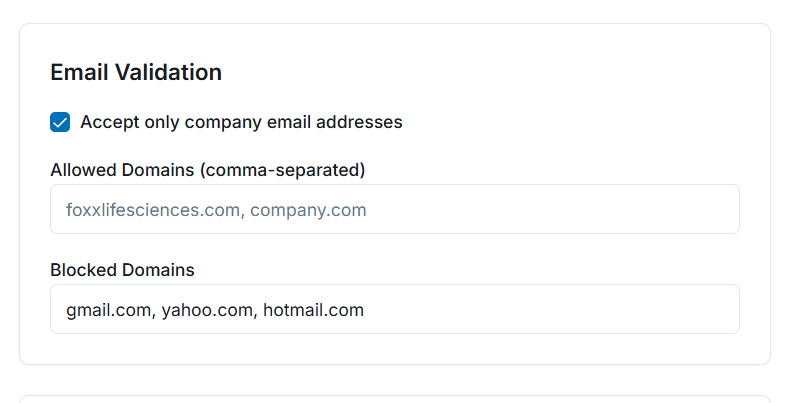 Email Validation
Accept only company email addresses
Allowed Domains (comma-separated)
foxxlifesciences.com, company.com
Blocked Domains
gmail.com, yahoo.com, hotmail.com